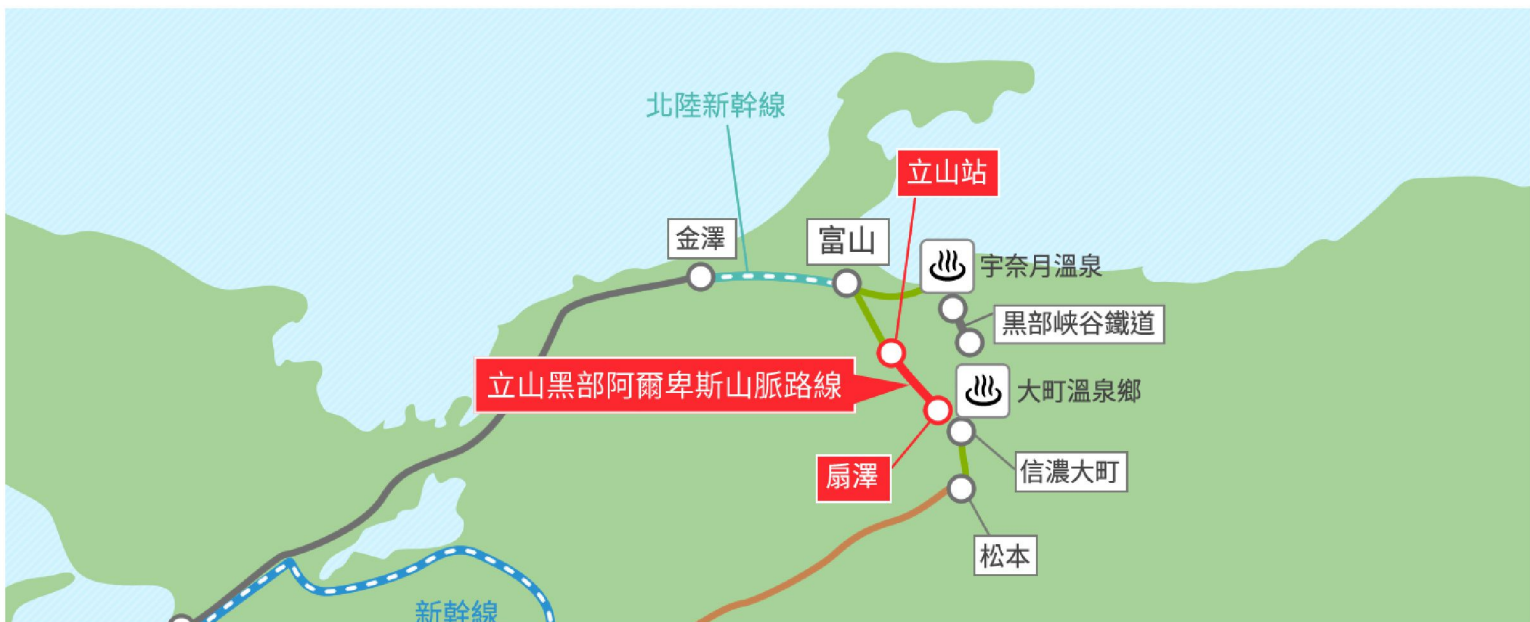 北陸新幹線
立山站
金澤
富山
宇奈月溫泉
黒部峡谷鐵道
立山黑部阿爾卑斯山脈路線
大町溫泉鄉
扇澤
信濃大町
松本
新幹線